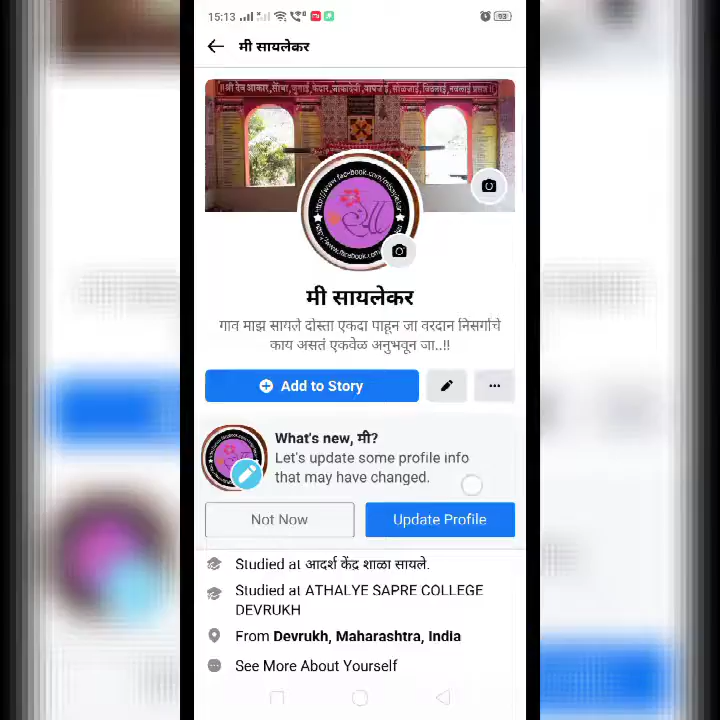 15:13
93
मी सायलेकर
मी सायलेकर
गाव माझ सायले दोस्ता एकदा पाहून जा वरदान निसर्गाचे
काय असतं एकवेळ अनुभवून जा..!!
Add to Story
What's new, मी?
Let's update some profile info
that may have changed.
Not Now
Update Profile
Studied at आदर्श केंद्र शाळा सायले.
Studied at ATHALYE SAPRE COLLEGE
DEVRUKH
From Devrukh, Maharashtra, India
See More About Yourself